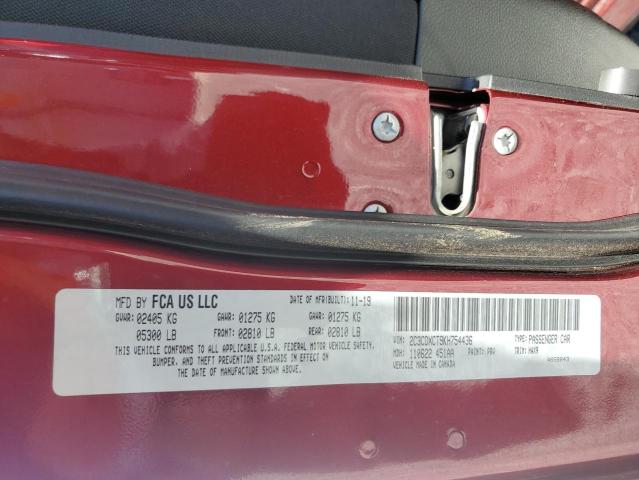 MFD BY FCA US LLC DATE OF MFR(BUILT): 11-19
GVWR: 02405 KG GAWR: 01275 KG GAWR: 01275 KG
05300 LB FRONT: 02810 LB REAR: 02810 LB
THIS VEHICLE CONFORMS TO ALL APPLICABLE U.S.A. FEDERAL MOTOR VEHICLE SAFETY,
BUMPER, AND THEFT PREVENTION STANDARDS IN EFFECT ON
THE DATE OF MANUFACTURE SHOWN ABOVE.
VIN: 2C3CDXCT9KH754436 TYPE: PASSENGER CAR
MDH: 110622 451AA PAINT: PRV TRIM: HAX9
VEHICLE MADE IN CANADA